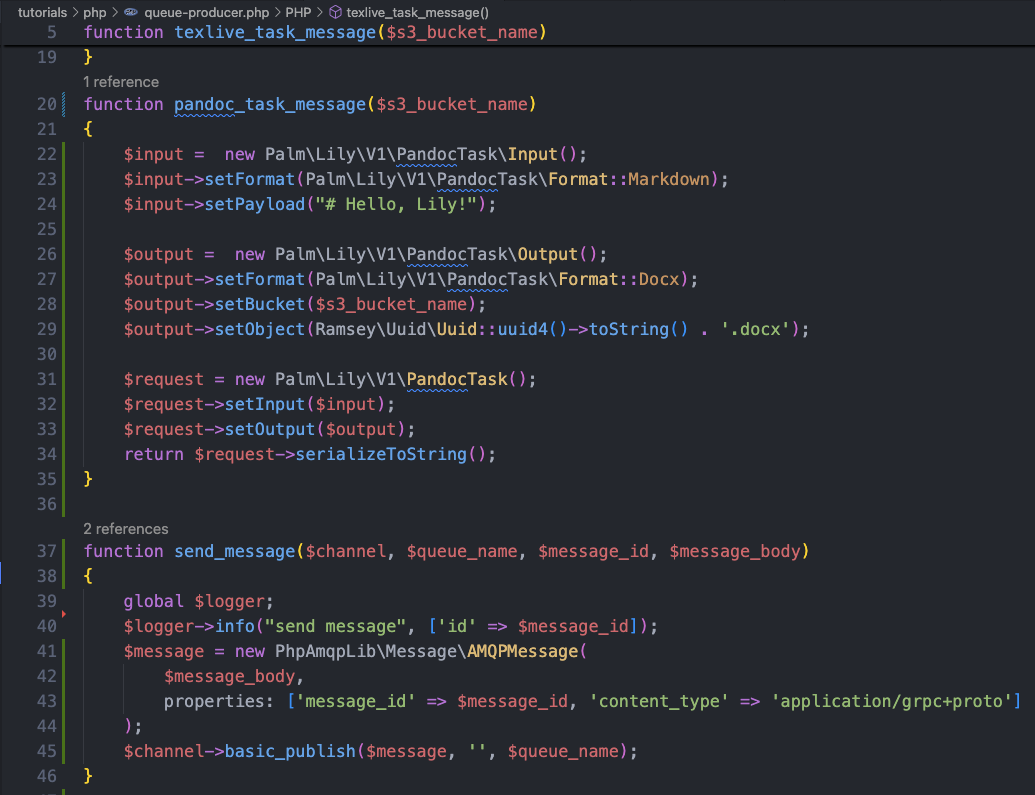 tutorials > php > queue-producer.php > PHP > texlive_task_message()
5 function texlive_task_message($s3_bucket_name)
19 }
1 reference
20 function pandoc_task_message($s3_bucket_name)
21 {
22     $input =  new Palm\Lily\V1\PandocTask\Input();
23     $input->setFormat(Palm\Lily\V1\PandocTask\Format::Markdown);
24     $input->setPayload("# Hello, Lily!");
25
26     $output =  new Palm\Lily\V1\PandocTask\Output();
27     $output->setFormat(Palm\Lily\V1\PandocTask\Format::Docx);
28     $output->setBucket($s3_bucket_name);
29     $output->setObject(Ramsey\Uuid\Uuid::uuid4()->toString() . '.docx');
30
31     $request = new Palm\Lily\V1\PandocTask();
32     $request->setInput($input);
33     $request->setOutput($output);
34     return $request->serializeToString();
35 }
36
2 references
37 function send_message($channel, $queue_name, $message_id, $message_body)
38 {
39     global $logger;
40     $logger->info("send message", ['id' => $message_id]);
41     $message = new PhpAmqpLib\Message\AMQPMessage(
42         $message_body,
43         properties: ['message_id' => $message_id, 'content_type' => 'application/grpc+proto']
44     );
45     $channel->basic_publish($message, '', $queue_name);
46 }